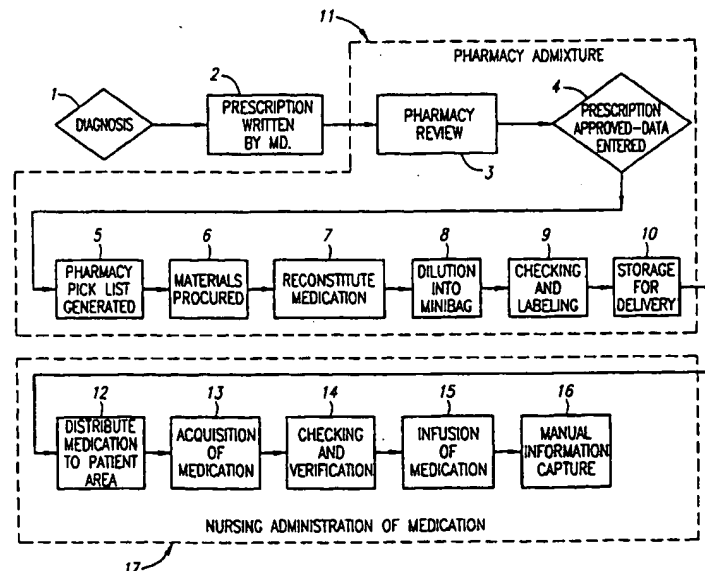 11
PHARMACY ADMIXTURE
1
DIAGNOSIS
2
PRESCRIPTION
WRITTEN
BY MD.
PHARMACY
REVIEW
3
4
PRESCRIPTION
APPROVED-DATA
ENTERED
5
PHARMACY
PICK LIST
GENERATED
6
MATERIALS
PROCURED
7
RECONSTITUTE
MEDICATION
8
DILUTION
INTO
MINIBAG
9
CHECKING
AND
LABELING
10
STORAGE
FOR
DELIVERY
12
DISTRIBUTE
MEDICATION
TO PATIENT
AREA
13
ACQUISITION
OF
MEDICATION
14
CHECKING
AND
VERIFICATION
15
INFUSION
OF
MEDICATION
16
MANUAL
INFORMATION
CAPTURE
NURSING ADMINISTRATION OF MEDICATION
17